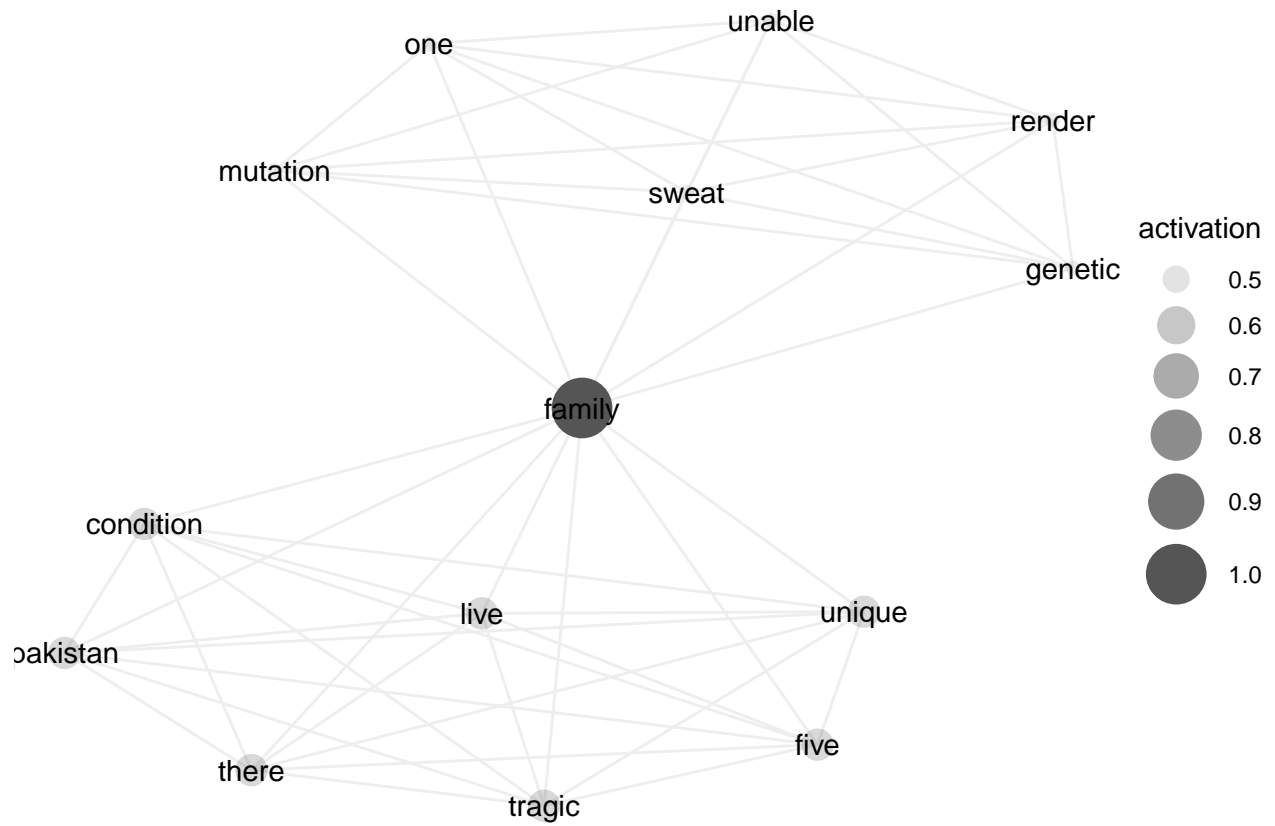 unable
one
render
mutation
sweat
activation
genetic
0.5
0.6
0.7
family
0.8
0.9
condition
1.0
live
unique
pakistan
five
there
tragic